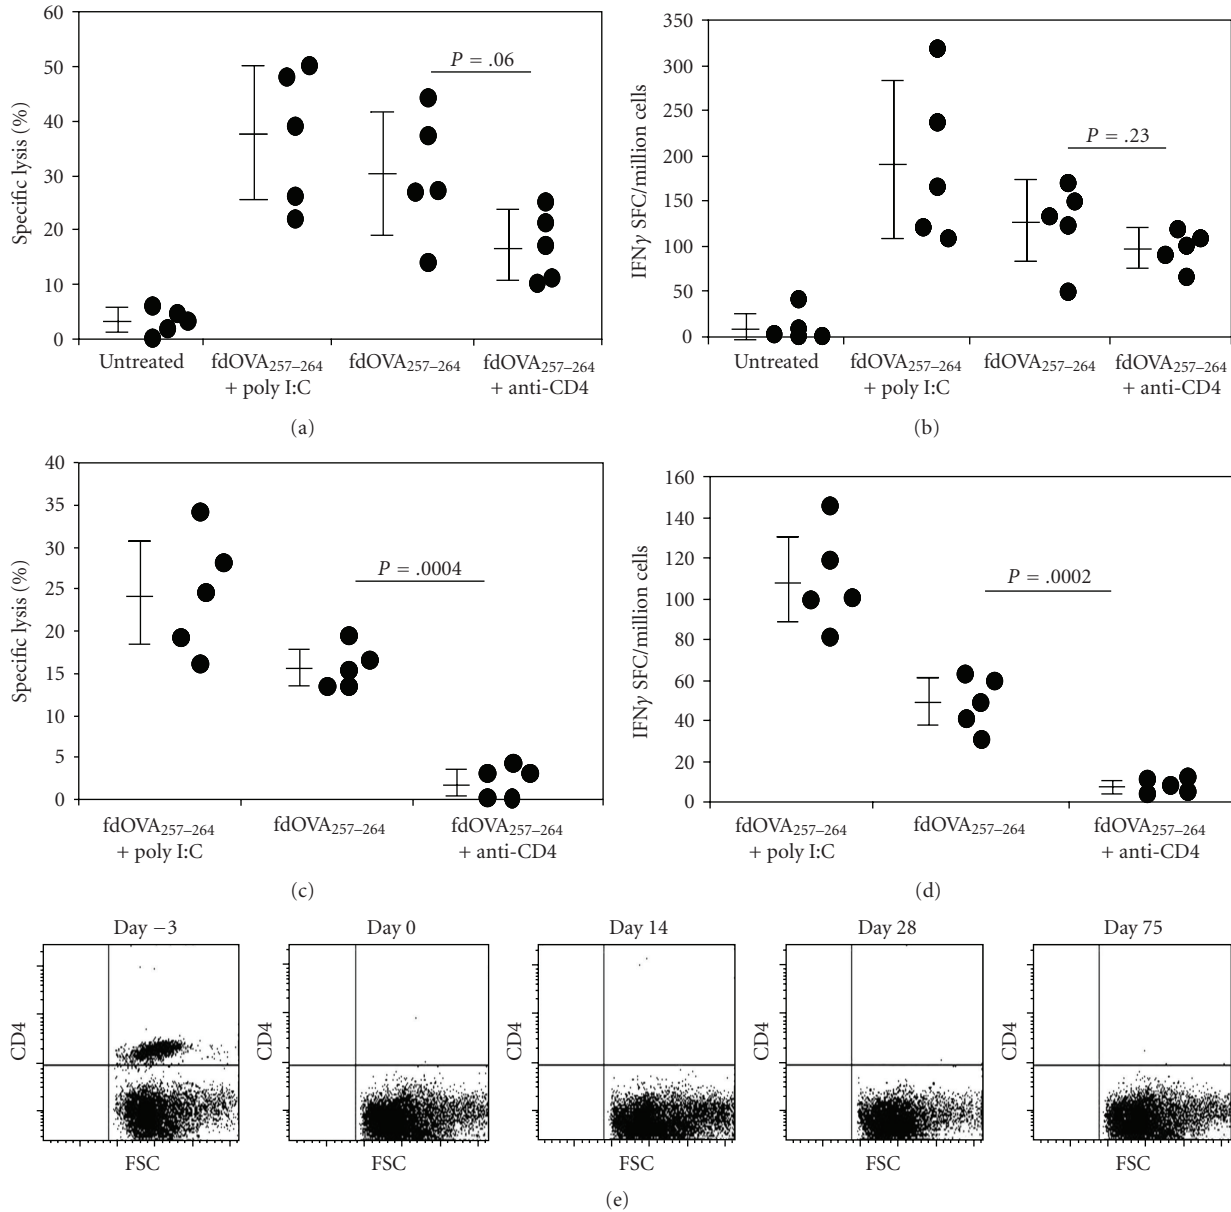 60
50
40
30
20
10
0
Specific lysis (%)
P = .06
Untreated
fdOVA257–264
+ poly I:C
fdOVA257–264
fdOVA257–264
+ anti-CD4
(a)
350
300
250
200
150
100
50
0
IFNγ SFC/million cells
P = .23
Untreated
fdOVA257–264
+ poly I:C
fdOVA257–264
fdOVA257–264
+ anti-CD4
(b)
40
35
30
25
20
15
10
5
0
Specific lysis (%)
P = .0004
fdOVA257–264
+ poly I:C
fdOVA257–264
fdOVA257–264
+ anti-CD4
(c)
160
140
120
100
80
60
40
20
0
IFNγ SFC/million cells
P = .0002
fdOVA257–264
+ poly I:C
fdOVA257–264
fdOVA257–264
+ anti-CD4
(d)
Day −3
CD4
FSC
Day 0
CD4
FSC
Day 14
CD4
FSC
Day 28
CD4
FSC
Day 75
CD4
FSC
(e)